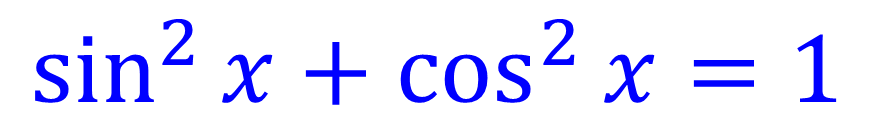 sin² x + cos² x = 1